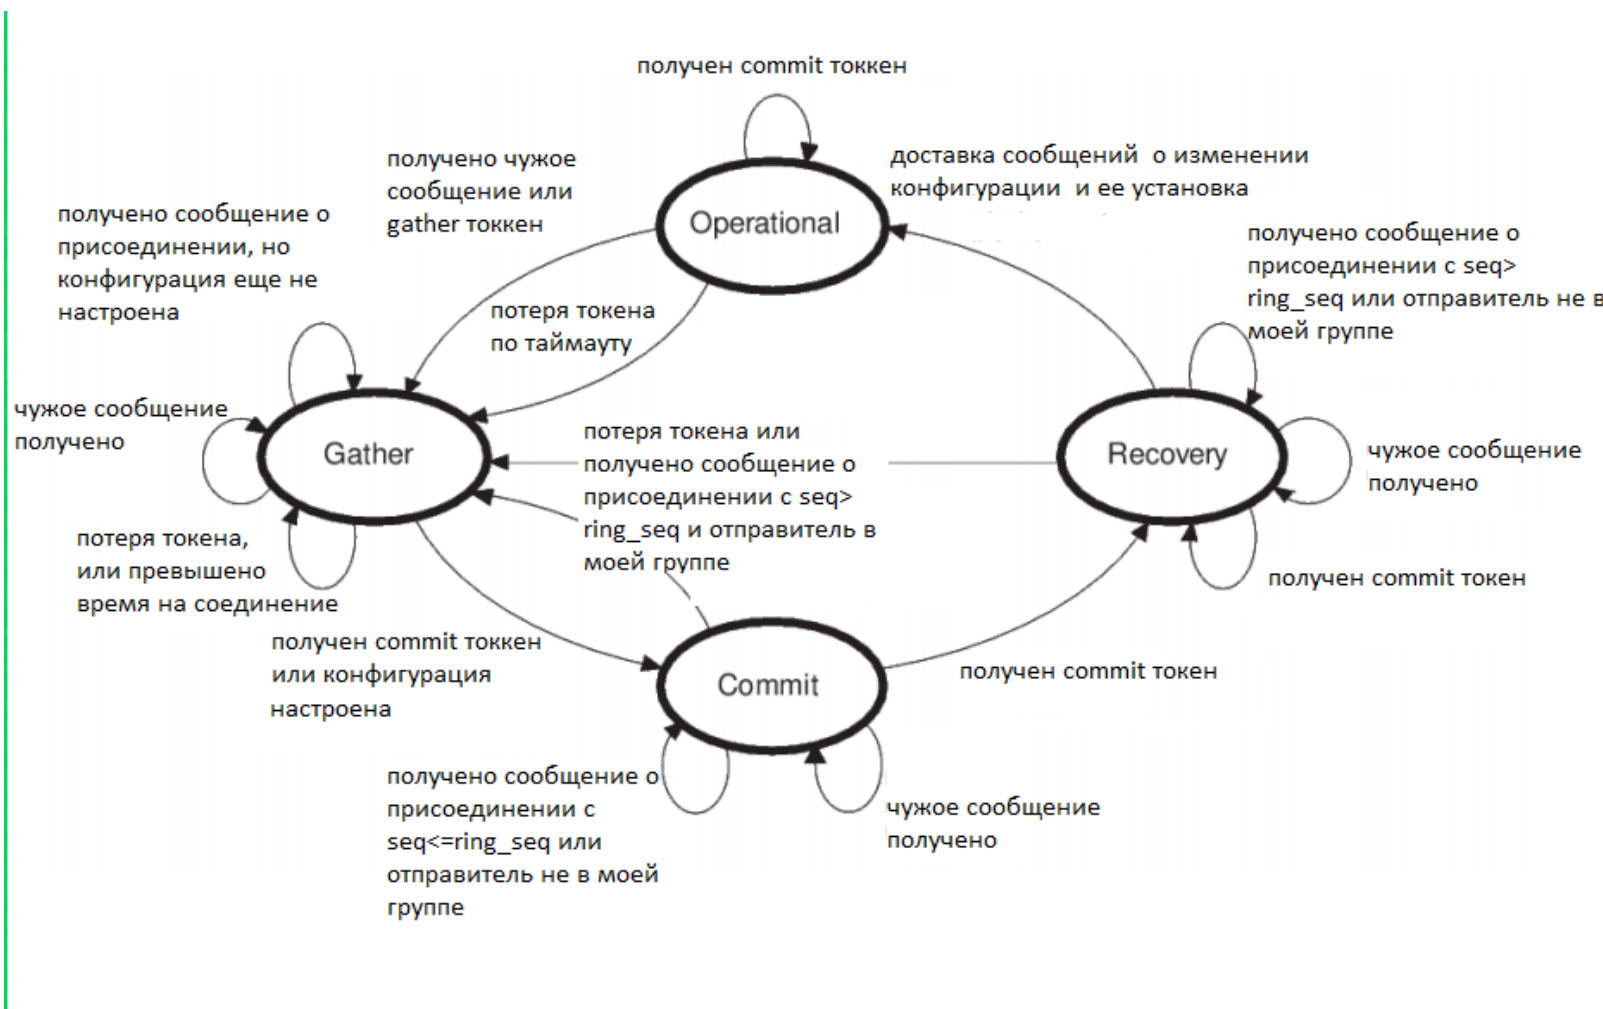 получен commit токкен
получено чужое
сообщение или
gather токкен
доставка сообщений о изменении
конфигурации и ее установка
Operational
получено сообщение о
присоединении, но
конфигурация еще не
настроена
получено сообщение о
присоединении с seq>
ring_seq или отправитель не в
моей группе
потеря токена
по таймауту
чужое сообщение
получено
Gather
потеря токена или
получено сообщение о
присоединении с seq>
ring_seq и отправитель в
моей группе
Recovery
чужое сообщение
получено
потеря токена,
или превышено
время на соединение
получен commit токен
получен commit токкен
или конфигурация
настроена
Commit
получен commit токен
получено сообщение о
присоединении с
seq<=ring_seq или
отправитель не в моей
группе
чужое сообщение
получено